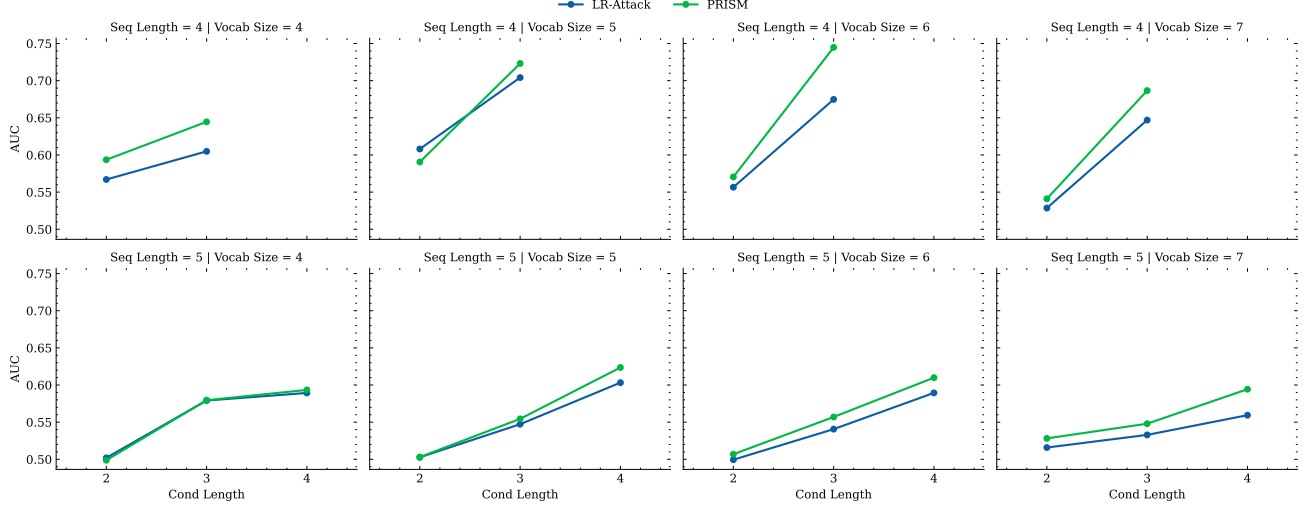 LR-Attack PRISM
Seq Length = 4 | Vocab Size = 4
Seq Length = 4 | Vocab Size = 5
Seq Length = 4 | Vocab Size = 6
Seq Length = 4 | Vocab Size = 7
0.75
0.70
0.65
0.60
0.55
0.50
AUC
Seq Length = 5 | Vocab Size = 4
Seq Length = 5 | Vocab Size = 5
Seq Length = 5 | Vocab Size = 6
Seq Length = 5 | Vocab Size = 7
0.75
0.70
0.65
0.60
0.55
0.50
AUC
2 3 4
2 3 4
2 3 4
2 3 4
Cond Length
Cond Length
Cond Length
Cond Length